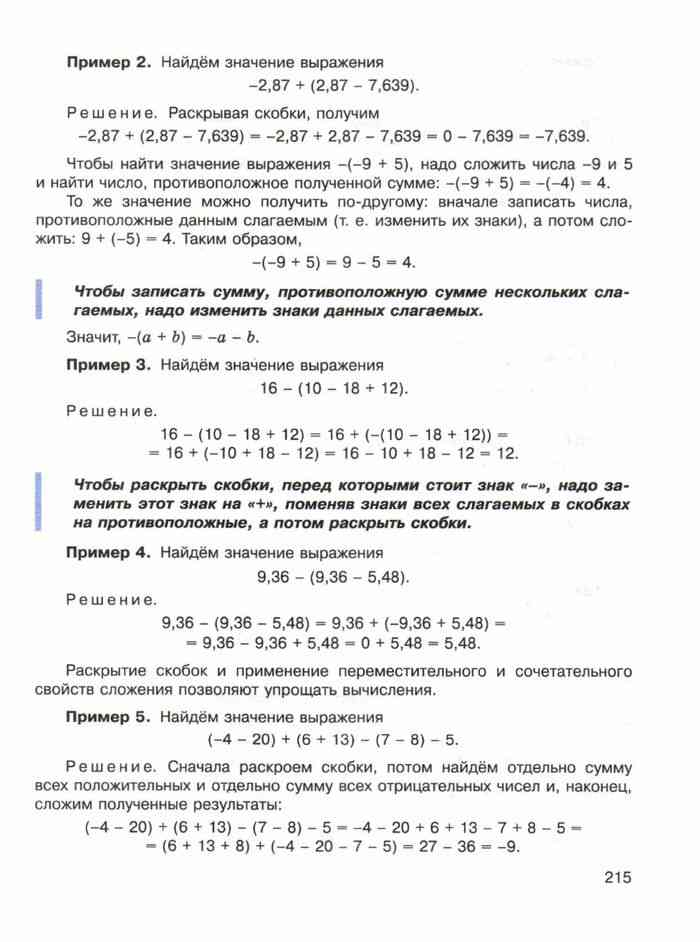 Пример 2. Найдём значение выражения
−2,87 + (2,87 − 7,639).
Решение. Раскрывая скобки, получим
−2,87 + (2,87 − 7,639) = −2,87 + 2,87 − 7,639 = 0 − 7,639 = −7,639.
Чтобы найти значение выражения −(−9 + 5), надо сложить числа −9 и 5
и найти число, противоположное полученной сумме: −(−9 + 5) = −(−4) = 4.
То же значение можно получить по-другому: вначале записать числа,
противоположные данным слагаемым (т. е. изменить их знаки), а потом сло-
жить: 9 + (−5) = 4. Таким образом,
−(−9 + 5) = 9 − 5 = 4.
Чтобы записать сумму, противоположную сумме нескольких сла-
гаемых, надо изменить знаки данных слагаемых.
Значит, −(a + b) = −a − b.
Пример 3. Найдём значение выражения
16 − (10 − 18 + 12).
Решение.
16 − (10 − 18 + 12) = 16 + (−(10 − 18 + 12)) =
= 16 + (−10 + 18 − 12) = 16 − 10 + 18 − 12 = 12.
Чтобы раскрыть скобки, перед которыми стоит знак «−», надо за-
менить этот знак на «+», поменяв знаки всех слагаемых в скобках
на противоположные, а потом раскрыть скобки.
Пример 4. Найдём значение выражения
9,36 − (9,36 − 5,48).
Решение.
9,36 − (9,36 − 5,48) = 9,36 + (−9,36 + 5,48) =
= 9,36 − 9,36 + 5,48 = 0 + 5,48 = 5,48.
Раскрытие скобок и применение переместительного и сочетательного
свойств сложения позволяют упрощать вычисления.
Пример 5. Найдём значение выражения
(−4 − 20) + (6 + 13) − (7 − 8) − 5.
Решение. Сначала раскроем скобки, потом найдём отдельно сумму
всех положительных и отдельно сумму всех отрицательных чисел и, наконец,
сложим полученные результаты:
(−4 − 20) + (6 + 13) − (7 − 8) − 5 = −4 − 20 + 6 + 13 − 7 + 8 − 5 =
= (6 + 13 + 8) + (−4 − 20 − 7 − 5) = 27 − 36 = −9.
215